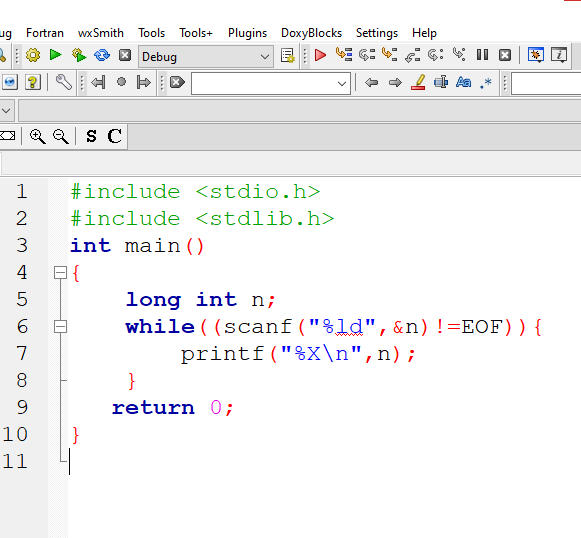 ug Fortran wxSmith Tools Tools+ Plugins DoxyBlocks Settings Help
Debug
S C
1 #include <stdio.h>
2 #include <stdlib.h>
3 int main()
4 {
5 long int n;
6 while((scanf("%ld",&n)!=EOF)){
7 printf("%X\n",n);
8 }
9 return 0;
10 }
11